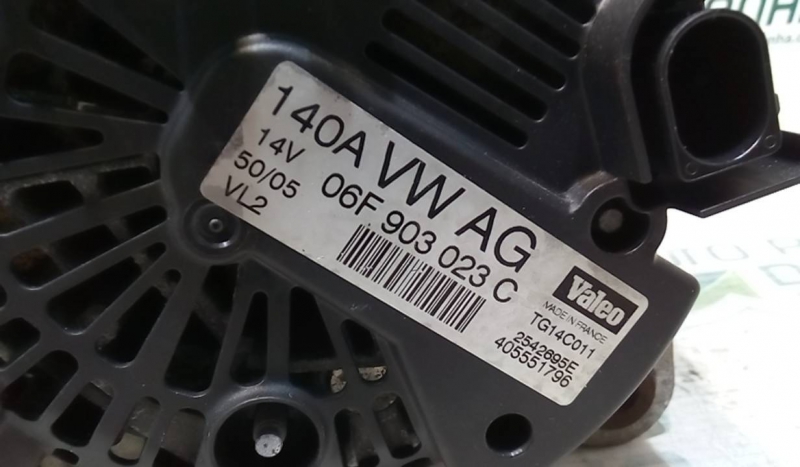 140A VW AG
14V 06F 903 023 C
50/05
VL2
Valeo
MADE IN FRANCE
TG14C011
2542695E
405551796